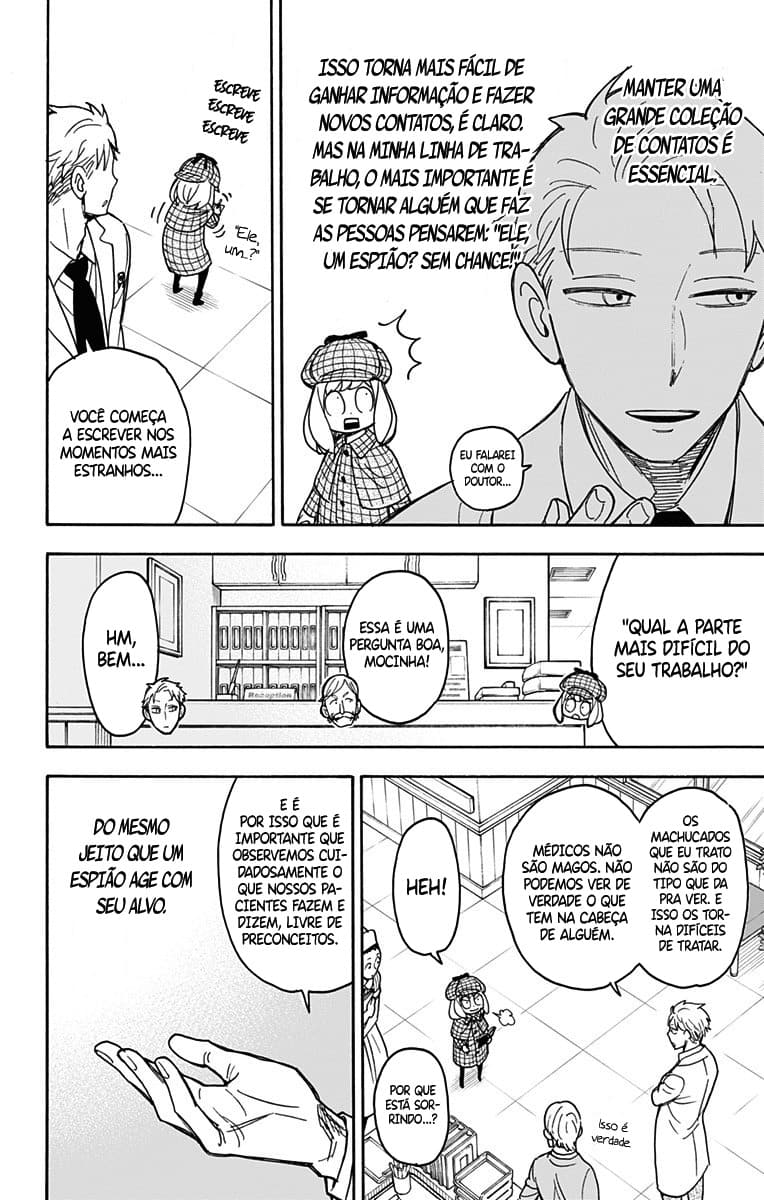 MANTER UMA
GRANDE COLEÇÃO
DE CONTATOS É
ESSENCIAL.
ISSO TORNA MAIS FÁCIL DE
GANHAR INFORMAÇÃO E FAZER
NOVOS CONTATOS, É CLARO.
MAS NA MINHA LINHA DE TRA-
BALHO, O MAIS IMPORTANTE É
SE TORNAR ALGUÉM QUE FAZ
AS PESSOAS PENSAREM: "ELE,
UM ESPIÃO? SEM CHANCE!"
EU FALAREI
COM O
DOUTOR...
ESCREVE
ESCREVE
ESCREVE
"Ele,
um...?"
VOCÊ COMEÇA
A ESCREVER NOS
MOMENTOS MAIS
ESTRANHOS...
"QUAL A PARTE
MAIS DIFÍCIL DO
SEU TRABALHO?"
ESSA É UMA
PERGUNTA BOA,
MOCINHA!
HM,
BEM...
Reception
OS
MACHUCADOS
QUE EU TRATO
NÃO SÃO DO
TIPO QUE DA
PRA VER. E
ISSO OS TOR-
NA DIFÍCEIS
DE TRATAR.
MÉDICOS NÃO
SÃO MAGOS. NÃO
PODEMOS VER DE
VERDADE O QUE
TEM NA CABEÇA
DE ALGUÉM.
HEH!
POR QUE
ESTÁ SOR-
RINDO...?
Isso é
verdade
E É
POR ISSO QUE É
IMPORTANTE QUE
OBSERVEMOS CUI-
DADOSAMENTE O
QUE NOSSOS PA-
CIENTES FAZEM E
DIZEM, LIVRE DE
PRECONCEITOS.
DO MESMO
JEITO QUE UM
ESPIÃO AGE COM
SEU ALVO.